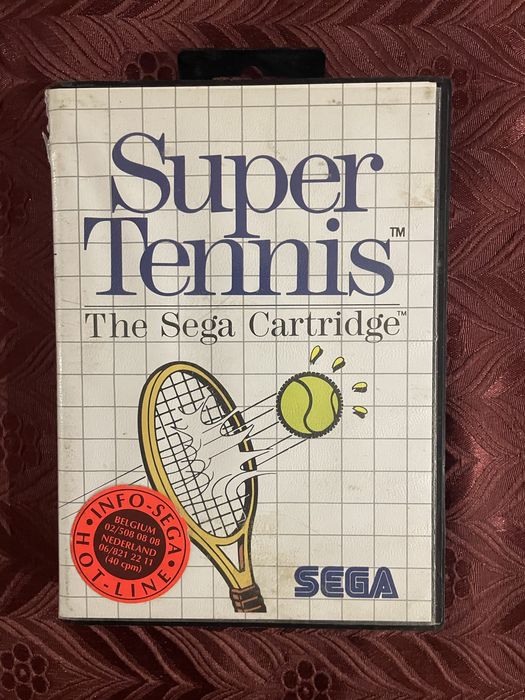 Super
Tennis™
The Sega Cartridge™
INFO-SEGA
HOT-LINE
BELGIUM
02/508 08 08
NEDERLAND
06/821 22 11
(40 cpm)
SEGA